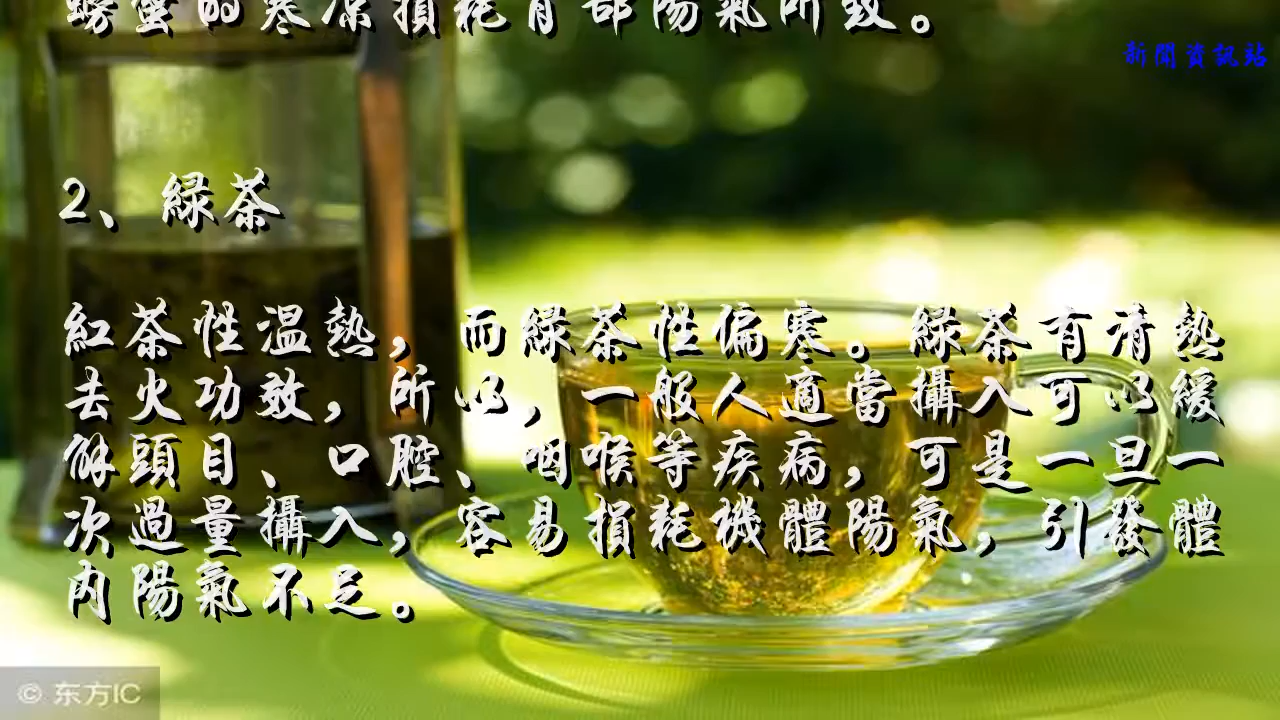 螃蟹的寒涼損耗胃部陽氣所致。
新聞資訊站
2、綠茶
紅茶性溫熱，而綠茶性偏寒。綠茶有清熱
去火功效，所以，一般人適當攝入可以緩
解頭目、口腔、咽喉等疾病，可是一旦一
次過量攝入，容易損耗機體陽氣，引發體
內陽氣不足。
© 东方IC